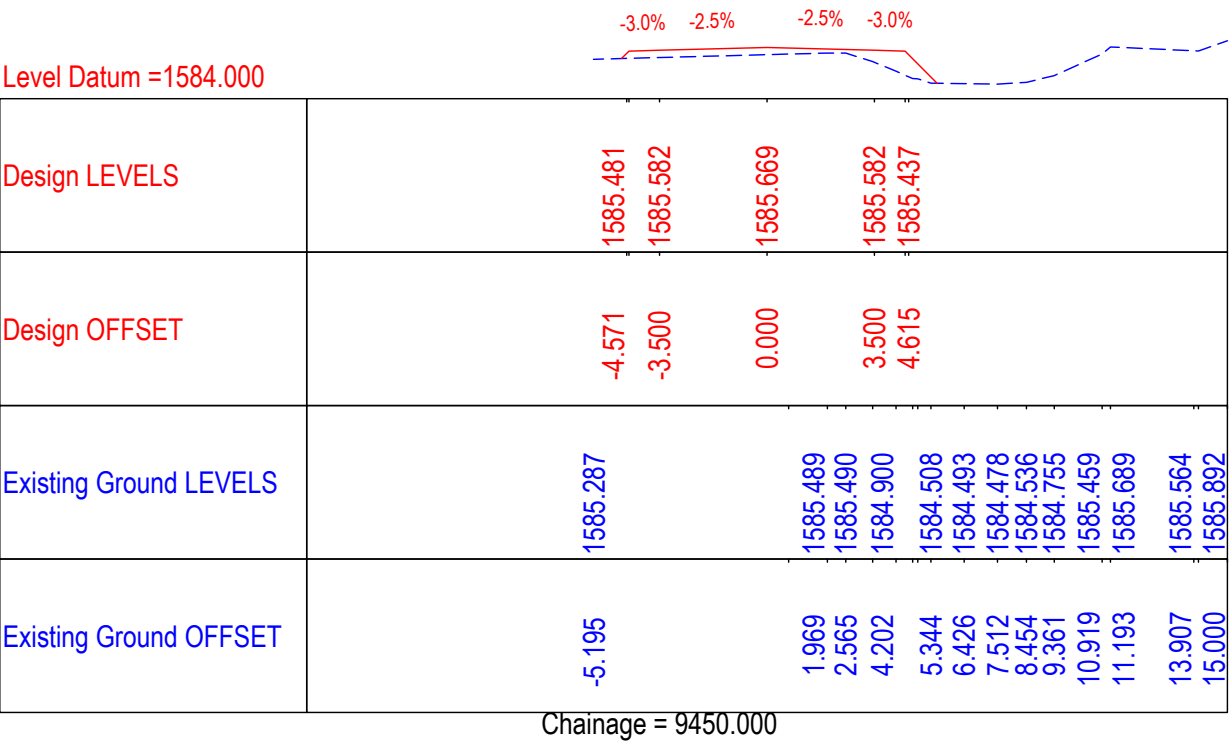 -3.0% -2.5% -2.5% -3.0%
Level Datum =1584.000
Design LEVELS 1585.481 1585.582 1585.669 1585.582 1585.437
Design OFFSET -4.571 -3.500 0.000 3.500 4.615
Existing Ground LEVELS 1585.287 1585.489 1585.490 1584.900 1584.508 1584.493 1584.478 1584.536 1584.755 1585.459 1585.689 1585.564 1585.892
Existing Ground OFFSET -5.195 1.969 2.565 4.202 5.344 6.426 7.512 8.454 9.361 10.919 11.193 13.907 15.000
Chainage = 9450.000